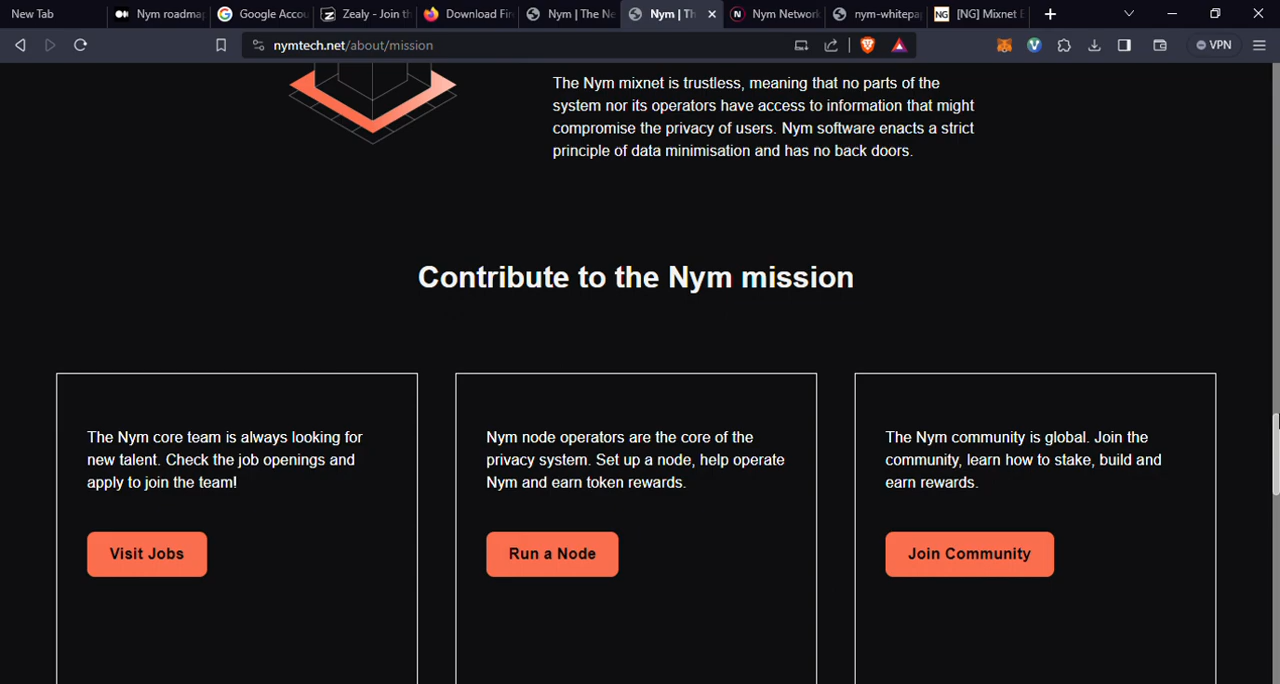 New Tab
Nym roadmap
Google Accou
Zealy - Join th
Download Fir
Nym | The Ne
Nym | Th
Nym Network
nym-whitepap
NG [NG] Mixnet E
nymtech.net/about/mission
VPN
The Nym mixnet is trustless, meaning that no parts of the
system nor its operators have access to information that might
compromise the privacy of users. Nym software enacts a strict
principle of data minimisation and has no back doors.
Contribute to the Nym mission
The Nym core team is always looking for
new talent. Check the job openings and
apply to join the team!
Visit Jobs
Nym node operators are the core of the
privacy system. Set up a node, help operate
Nym and earn token rewards.
Run a Node
The Nym community is global. Join the
community, learn how to stake, build and
earn rewards.
Join Community